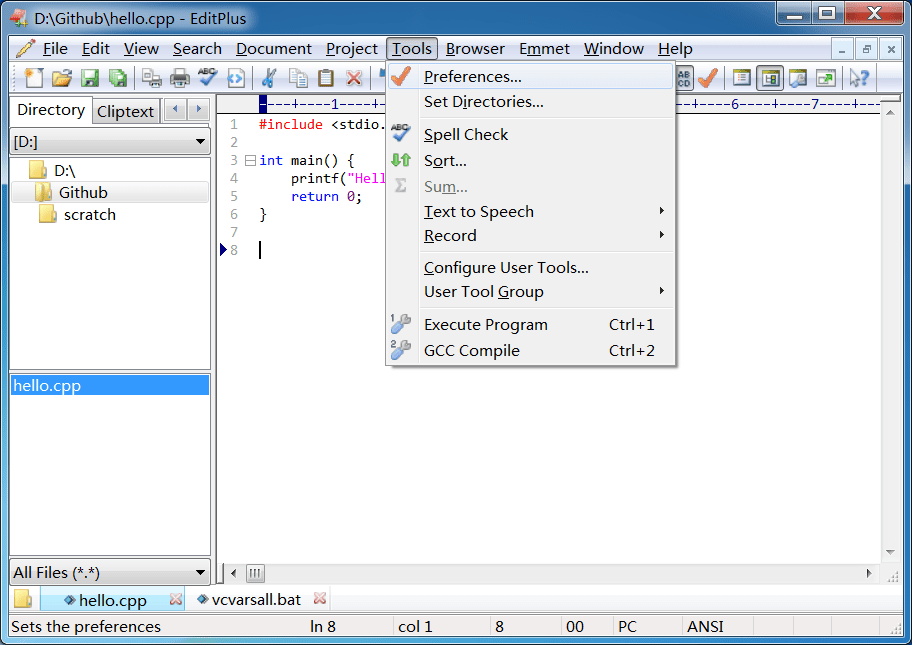 D:\Github\hello.cpp - EditPlus
File Edit View Search Document Project Tools Browser Emmet Window Help
Directory Cliptext
[D:]
D:\
Github
scratch
hello.cpp
All Files (*.*)
----+----1----+-
--+----6----+----7----+--
1 #include <stdio.
2
3 int main() {
4 printf("Hell
5 return 0;
6 }
7
8
Preferences...
Set Directories...
ABC Spell Check
Sort...
Σ Sum...
Text to Speech
Record
Configure User Tools...
User Tool Group
1 Execute Program Ctrl+1
2 GCC Compile Ctrl+2
hello.cpp vcvarsall.bat
Sets the preferences ln 8 col 1 8 00 PC ANSI